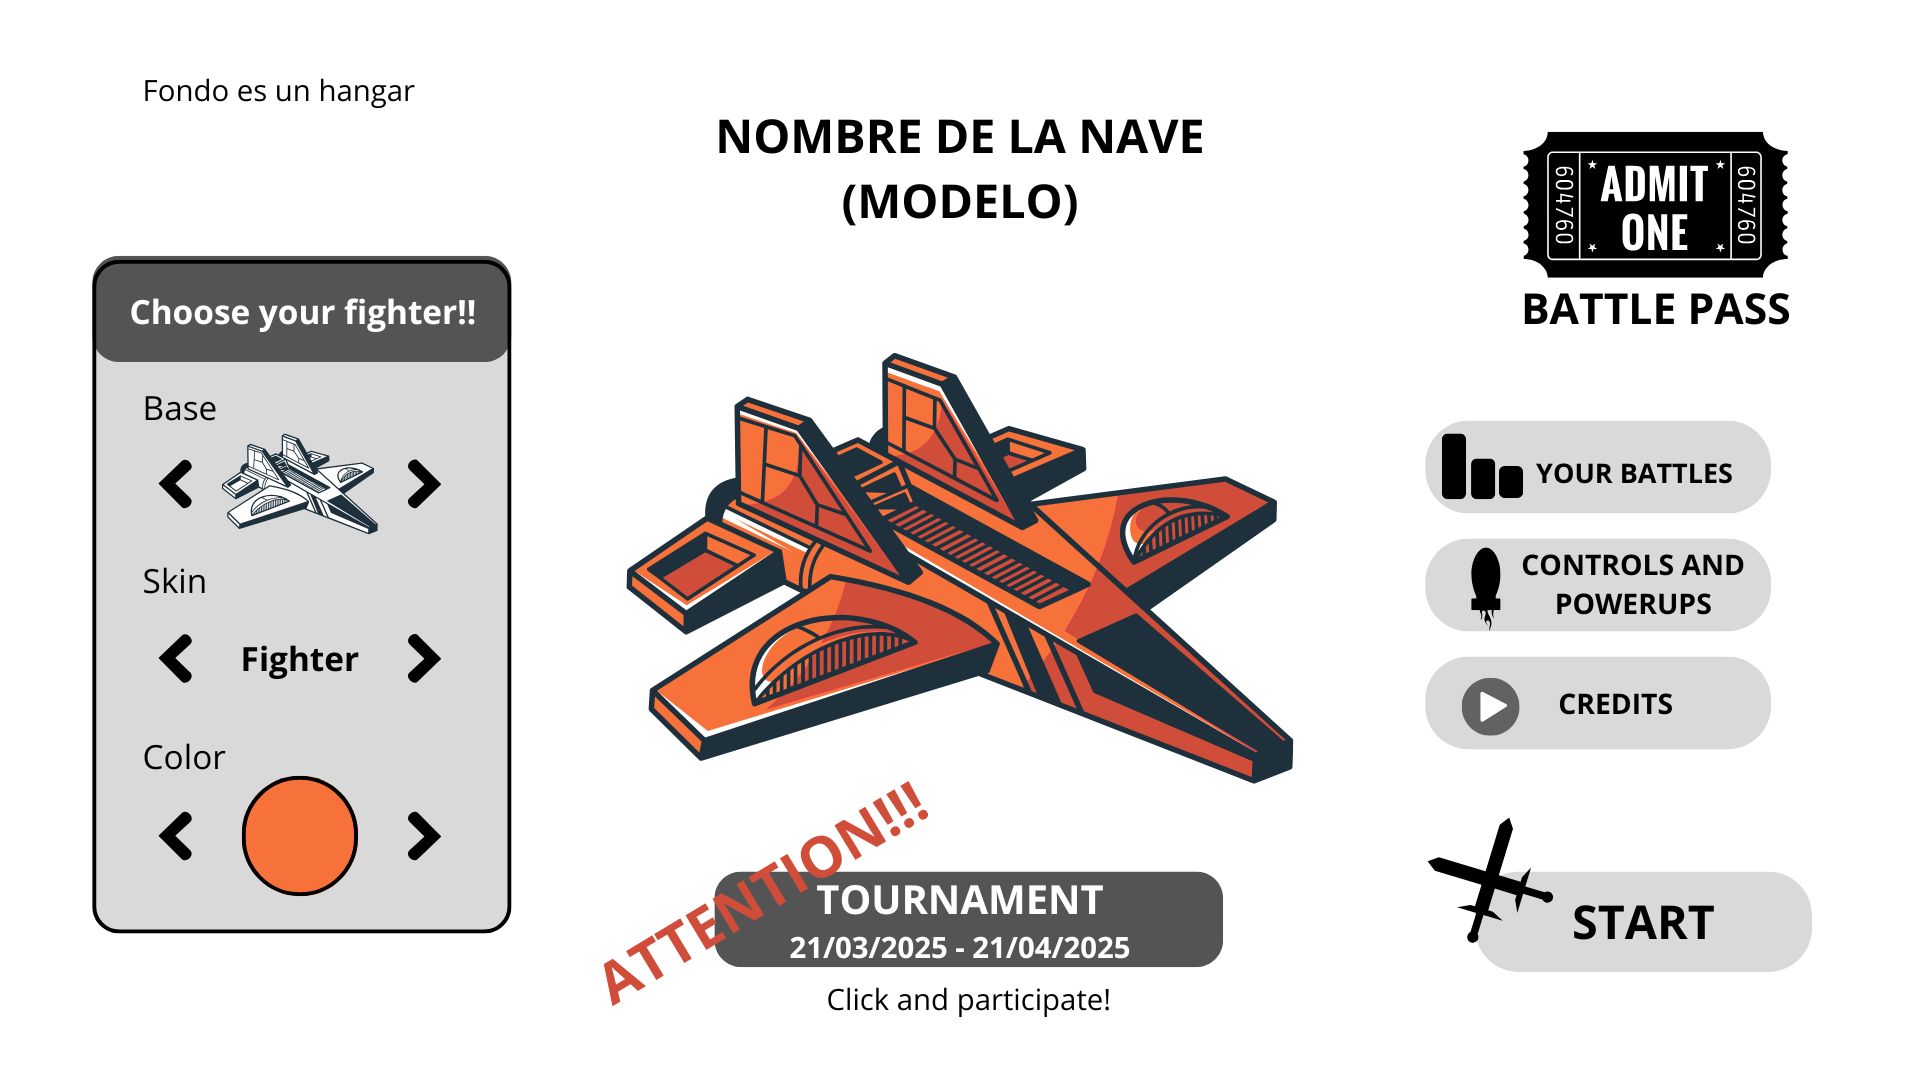 Fondo es un hangar
NOMBRE DE LA NAVE
(MODELO)
604760
ADMIT
ONE
604760
BATTLE PASS
Choose your fighter!!
Base
Skin
Fighter
Color
YOUR BATTLES
CONTROLS AND
POWERUPS
CREDITS
ATTENTION!!!
TOURNAMENT
21/03/2025 - 21/04/2025
Click and participate!
START